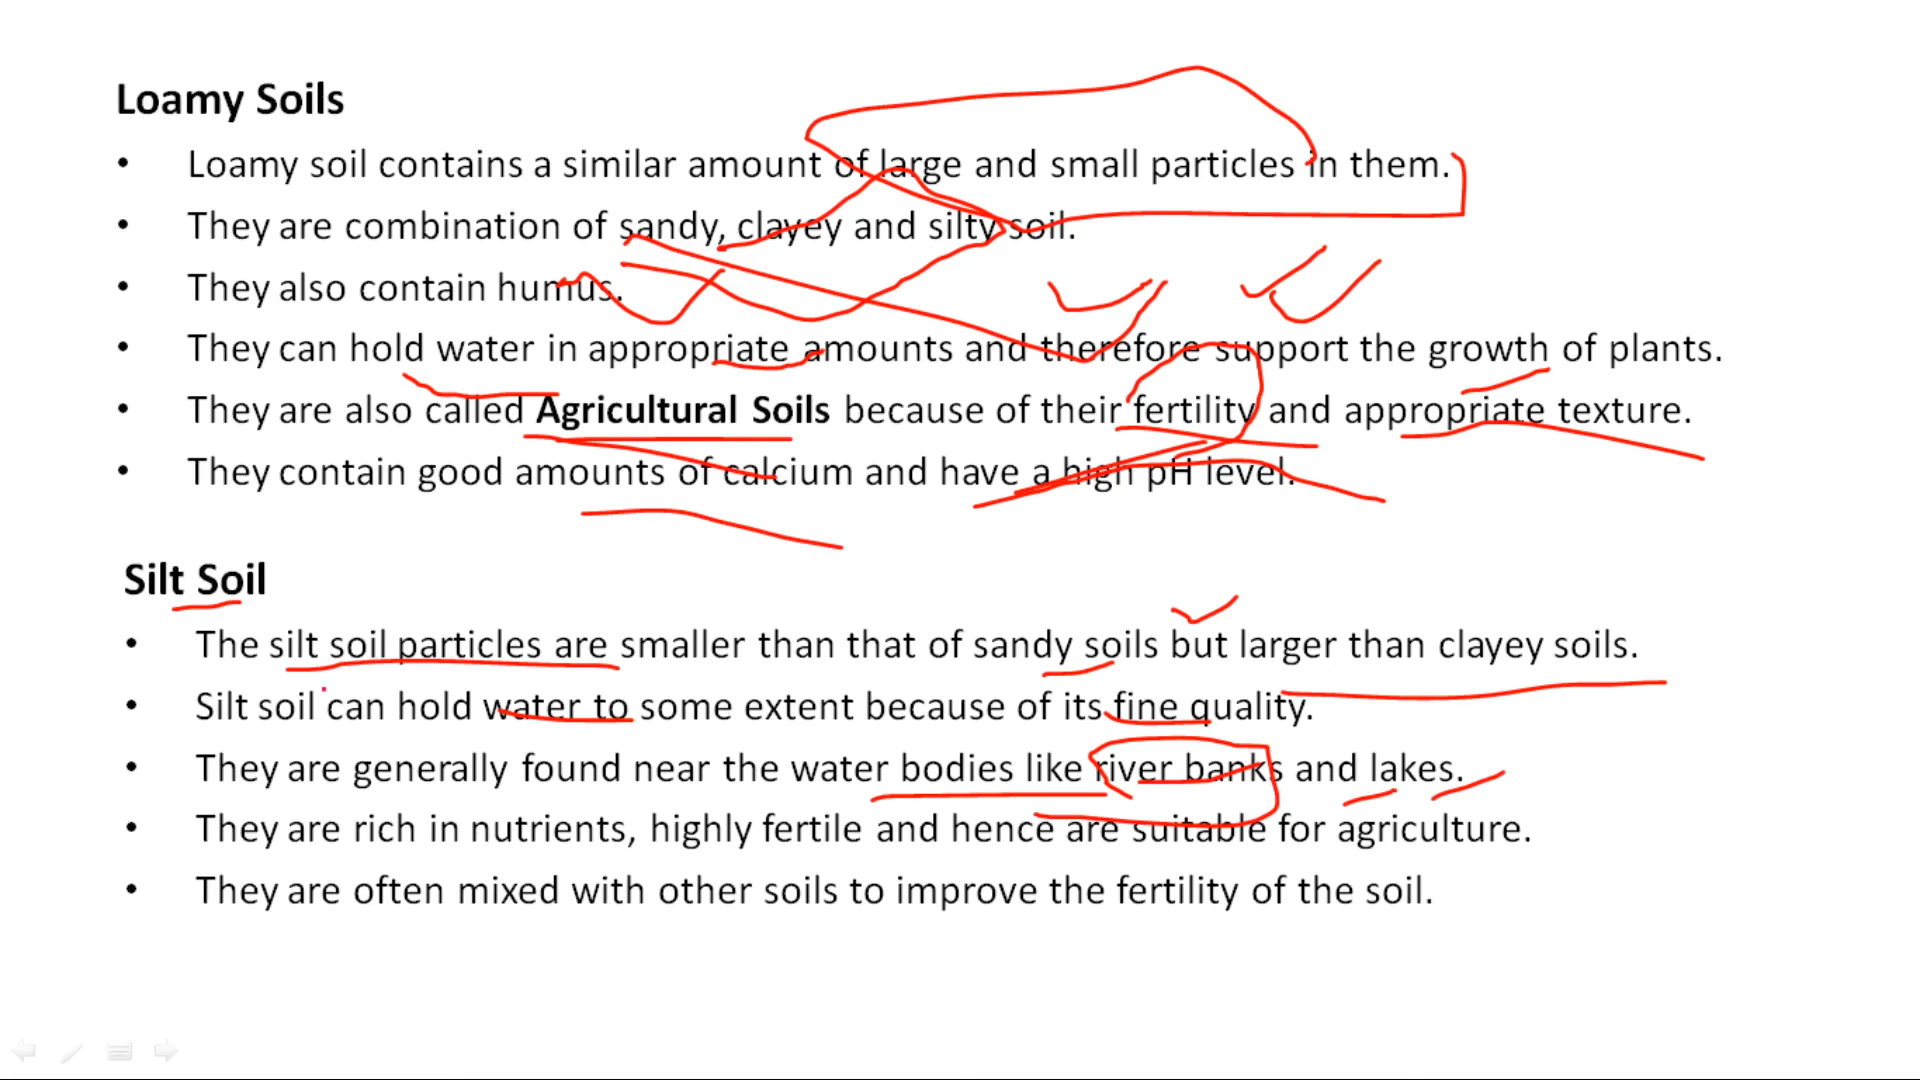 Loamy Soils
• Loamy soil contains a similar amount of large and small particles in them.
• They are combination of sandy, clayey and silty soil.
• They also contain humus.
• They can hold water in appropriate amounts and therefore support the growth of plants.
• They are also called Agricultural Soils because of their fertility and appropriate texture.
• They contain good amounts of calcium and have a high pH level.
Silt Soil
• The silt soil particles are smaller than that of sandy soils but larger than clayey soils.
• Silt soil can hold water to some extent because of its fine quality.
• They are generally found near the water bodies like river banks and lakes.
• They are rich in nutrients, highly fertile and hence are suitable for agriculture.
• They are often mixed with other soils to improve the fertility of the soil.